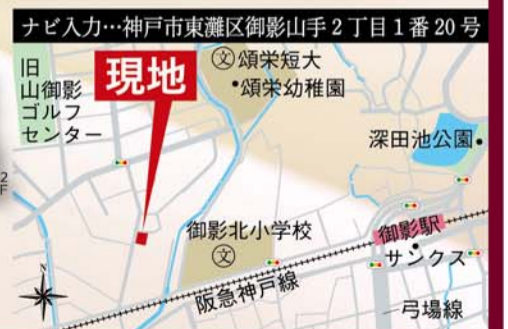 ナビ入力…神戸市東灘区御影山手2丁目1番20号
旧
山御影
ゴルフ
センター
現地
文頌栄短大
頌栄幼稚園
深田池公園
御影北小学校
文
御影駅
サンクス
阪急神戸線
弓場線
N
2
F